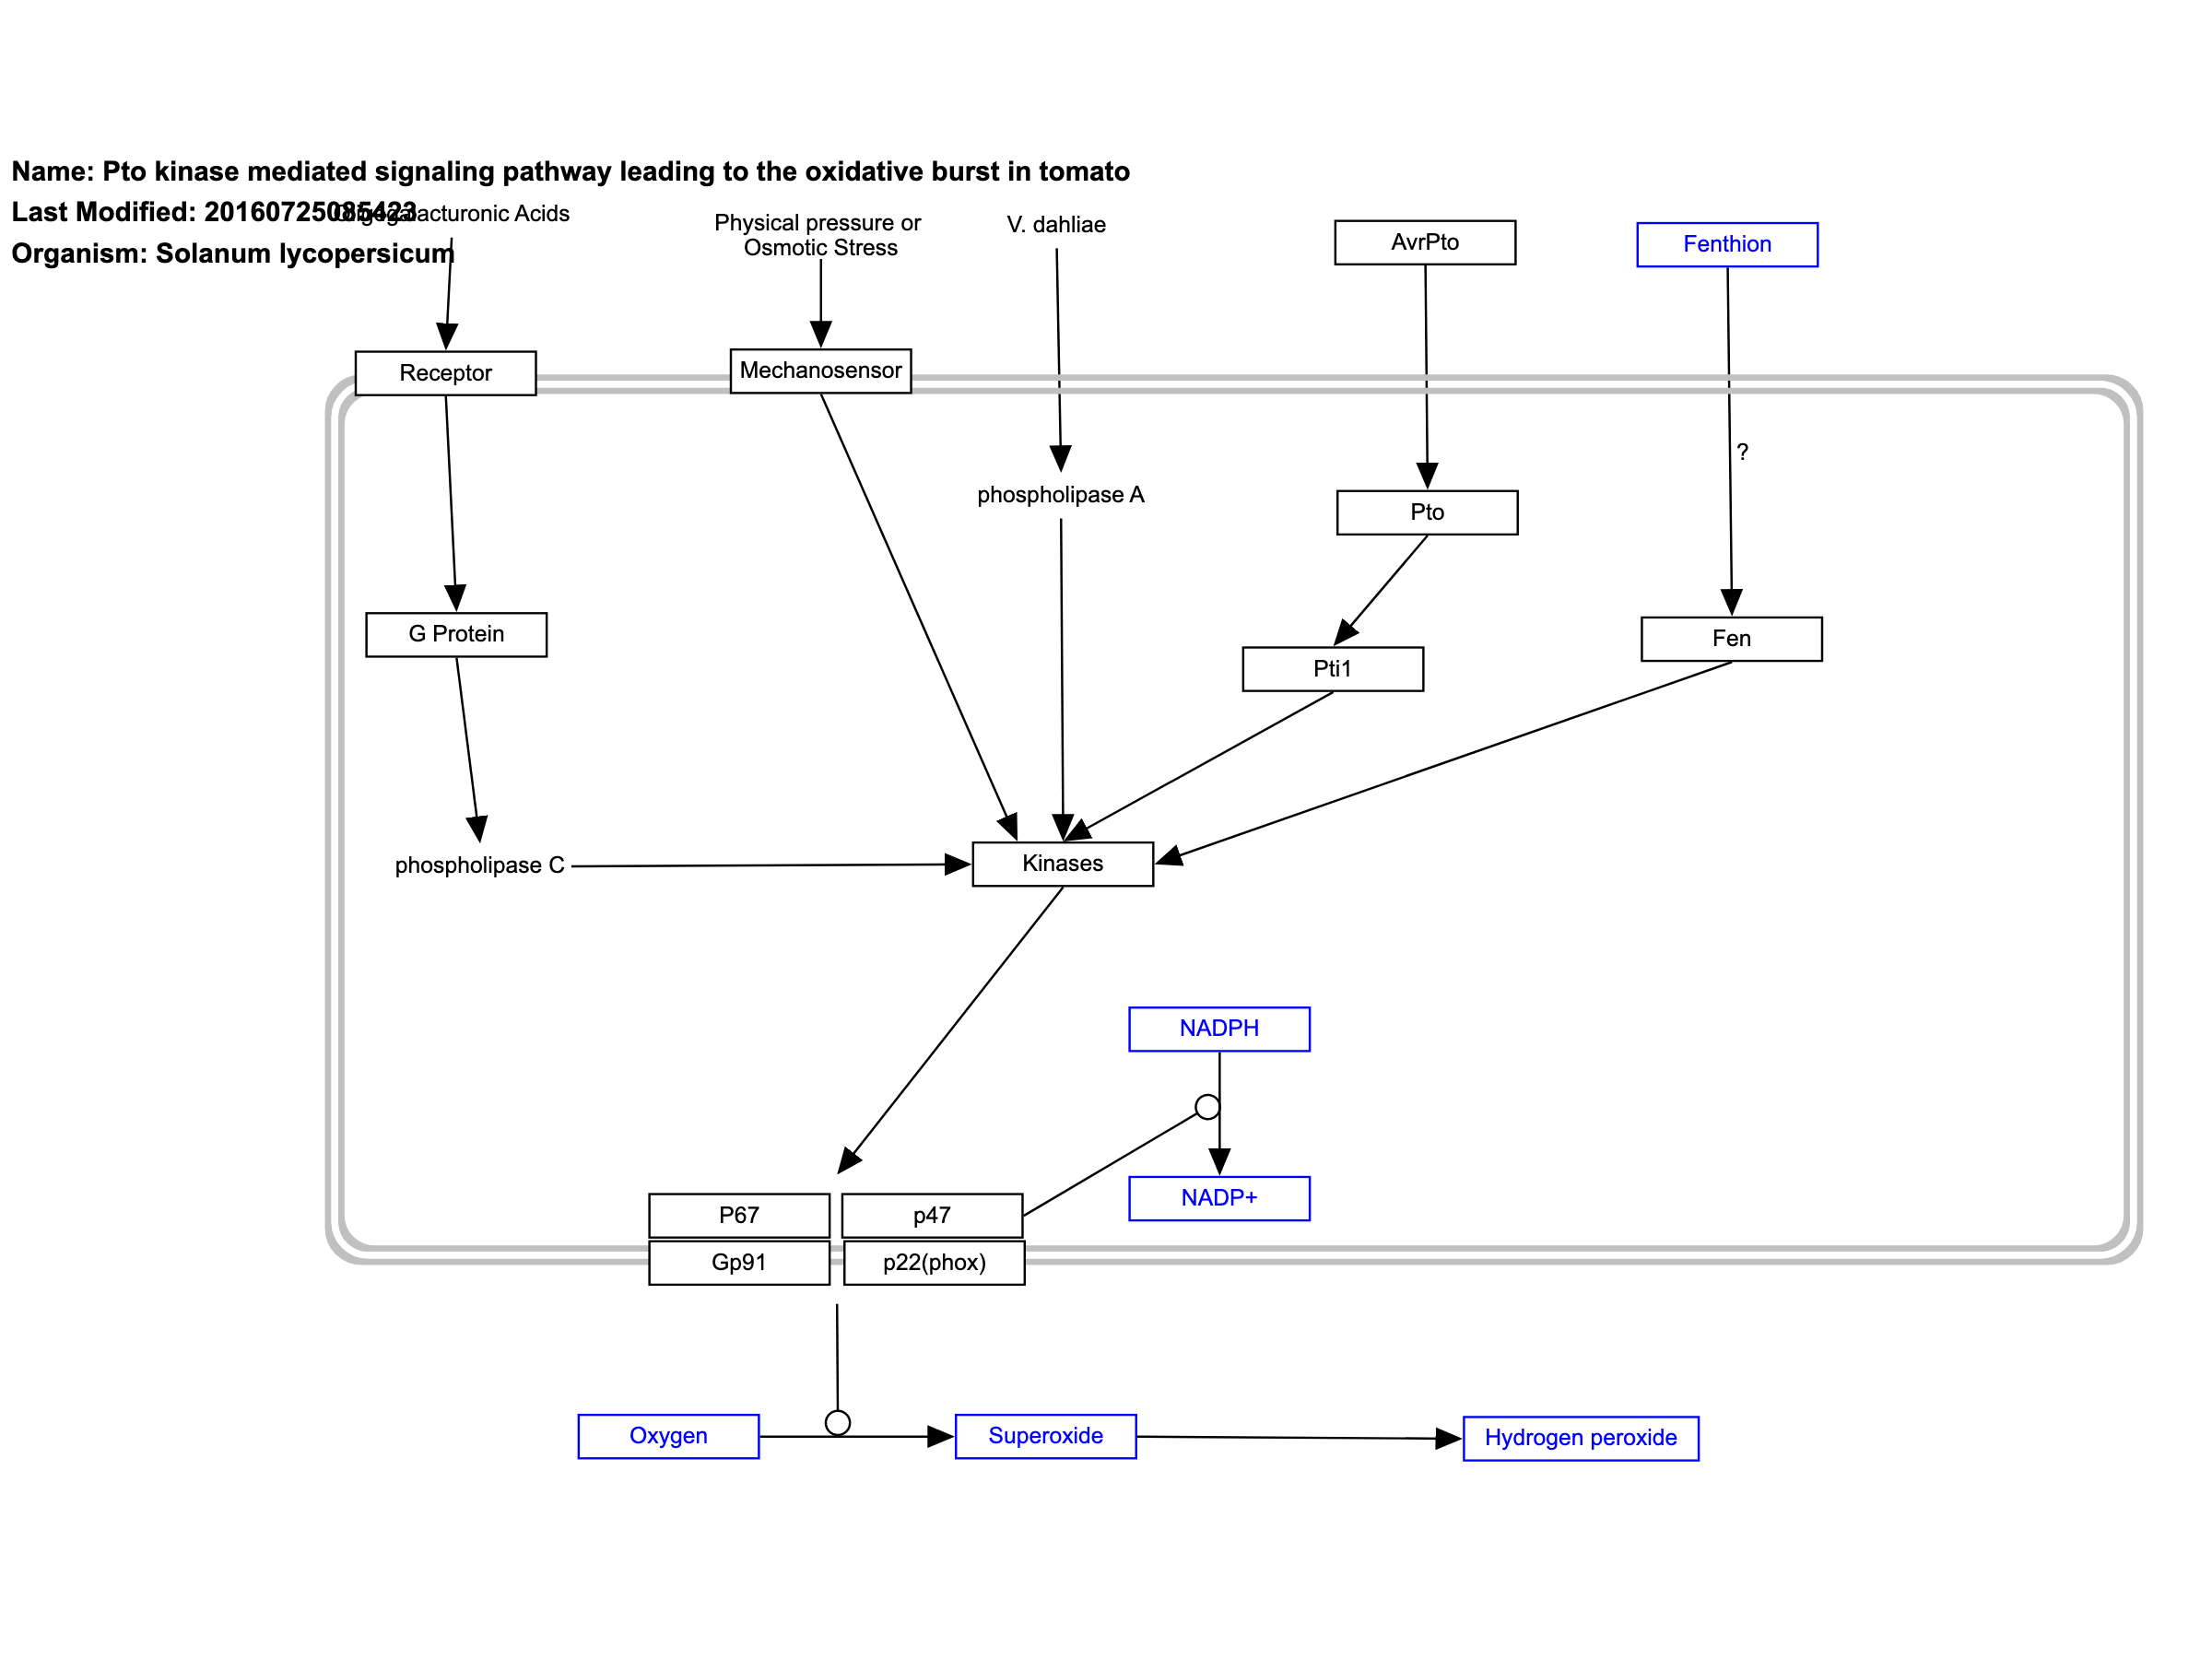 Name: Pto kinase mediated signaling pathway leading to the oxidative burst in tomato
Last Modified: 20160725085423
Organism: Solanum lycopersicum
Physical pressure or
Osmotic Stress
V. dahliae
AvrPto
Fenthion
Receptor
Mechanosensor
?
phospholipase A
Pto
G Protein
Fen
Pti1
phospholipase C
Kinases
NADPH
NADP+
P67
p47
Gp91
p22(phox)
Oxygen
Superoxide
Hydrogen peroxide
Acids